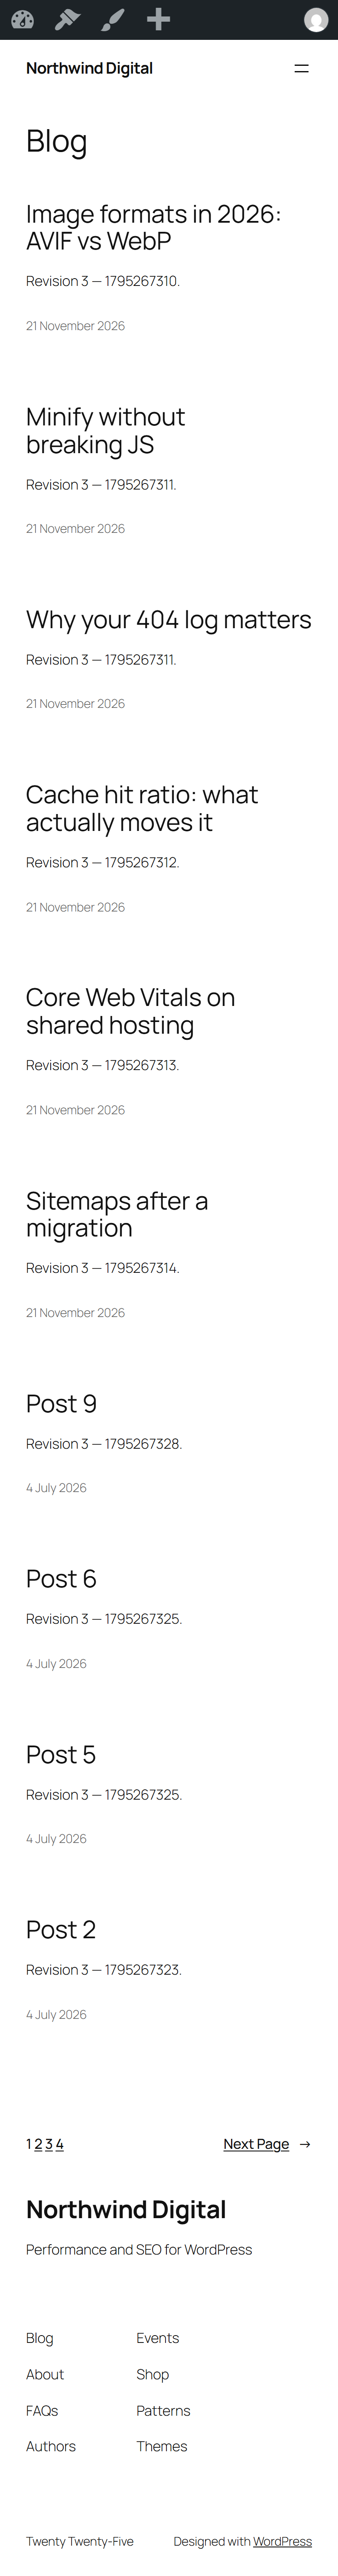 Northwind Digital
Blog
Image formats in 2026:
AVIF vs WebP
Revision 3 — 1795267310.
21 November 2026
Minify without
breaking JS
Revision 3 — 1795267311.
21 November 2026
Why your 404 log matters
Revision 3 — 1795267311.
21 November 2026
Cache hit ratio: what
actually moves it
Revision 3 — 1795267312.
21 November 2026
Core Web Vitals on
shared hosting
Revision 3 — 1795267313.
21 November 2026
Sitemaps after a
migration
Revision 3 — 1795267314.
21 November 2026
Post 9
Revision 3 — 1795267328.
4 July 2026
Post 6
Revision 3 — 1795267325.
4 July 2026
Post 5
Revision 3 — 1795267325.
4 July 2026
Post 2
Revision 3 — 1795267323.
4 July 2026
1 2 3 4 Next Page →
Northwind Digital
Performance and SEO for WordPress
Blog Events
About Shop
FAQs Patterns
Authors Themes
Twenty Twenty-Five Designed with WordPress